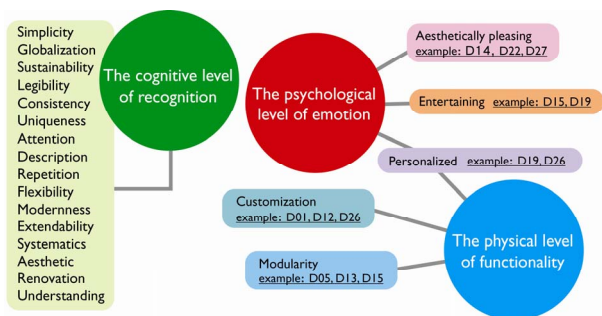 Simplicity
Globalization
Sustainability
Legibility
Consistency
Uniqueness
Attention
Description
Repetition
Flexibility
Modernness
Extendability
Systematics
Aesthetic
Renovation
Understanding
The cognitive level
of recognition
The psychological
level of emotion
Aesthetically pleasing
example: D14, D22, D27
Entertaining example: D15, D19
Personalized example: D19, D26
Customization
example: D01, D12, D26
Modularity
example: D05, D13, D15
The physical level
of functionality